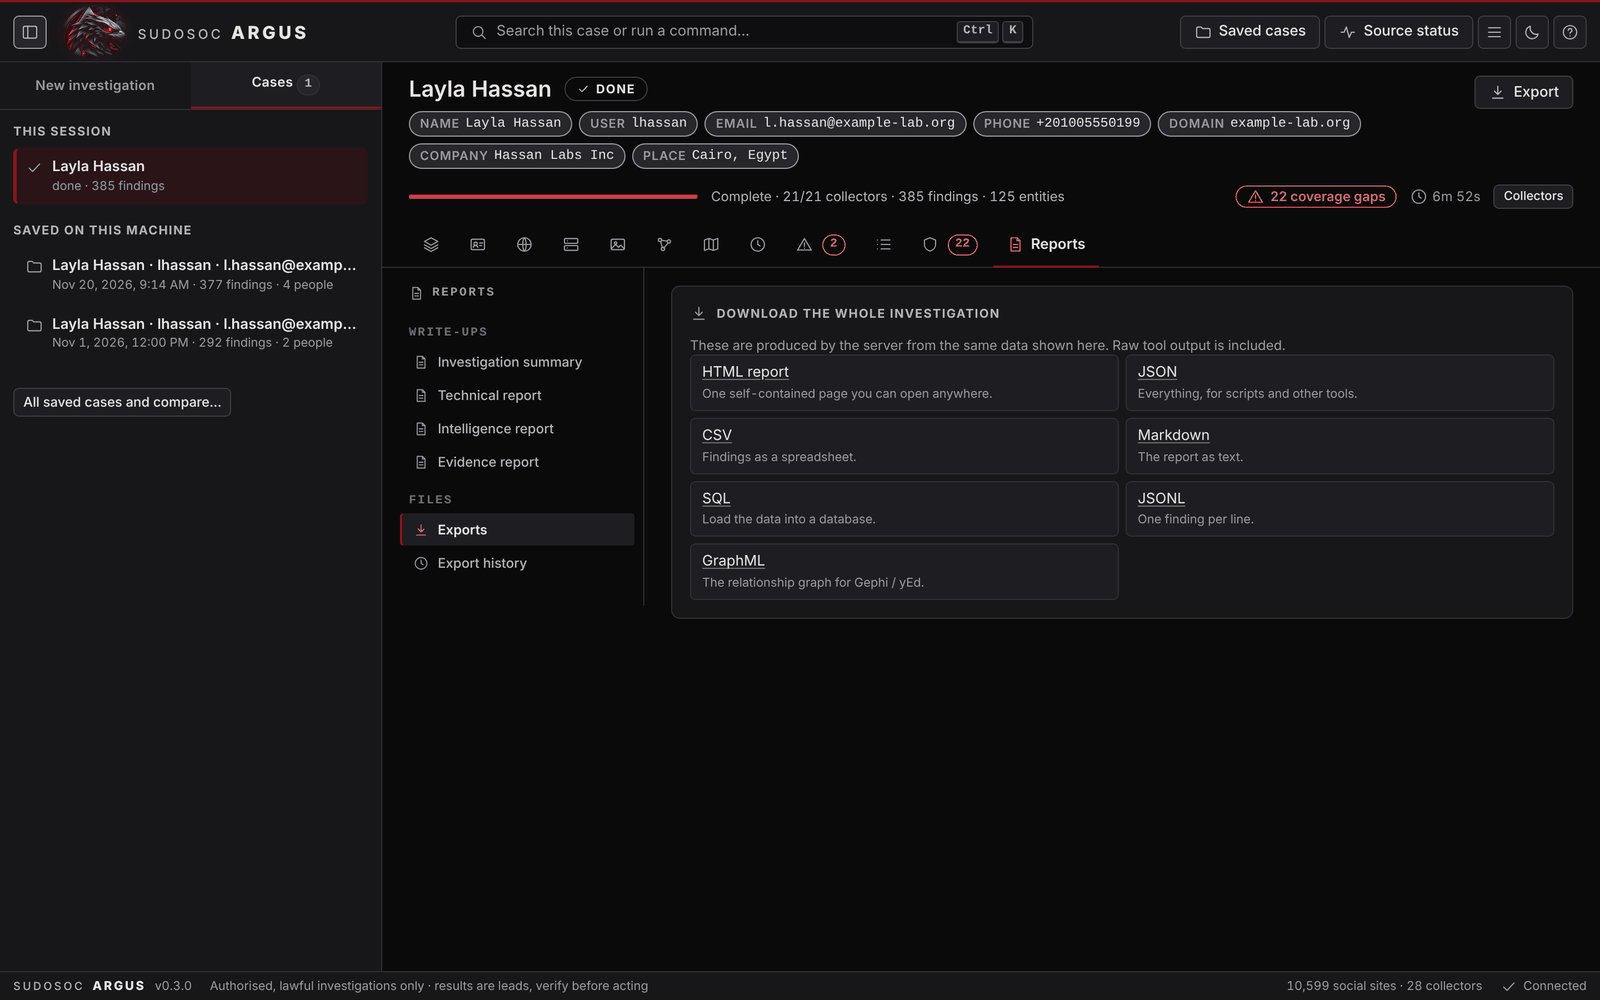 SUDOSOC ARGUS
Search this case or run a command...
Ctrl K
Saved cases
Source status
New investigation
Cases 1
THIS SESSION
Layla Hassan
done · 385 findings
SAVED ON THIS MACHINE
Layla Hassan · lhassan · l.hassan@examp...
Nov 20, 2026, 9:14 AM · 377 findings · 4 people
Layla Hassan · lhassan · l.hassan@examp...
Nov 1, 2026, 12:00 PM · 292 findings · 2 people
All saved cases and compare...
Layla Hassan
DONE
Export
NAME Layla Hassan
USER lhassan
EMAIL l.hassan@example-lab.org
PHONE +201005550199
DOMAIN example-lab.org
COMPANY Hassan Labs Inc
PLACE Cairo, Egypt
Complete · 21/21 collectors · 385 findings · 125 entities
22 coverage gaps
6m 52s
Collectors
2
22
Reports
REPORTS
WRITE-UPS
Investigation summary
Technical report
Intelligence report
Evidence report
FILES
Exports
Export history
DOWNLOAD THE WHOLE INVESTIGATION
These are produced by the server from the same data shown here. Raw tool output is included.
HTML report
One self-contained page you can open anywhere.
JSON
Everything, for scripts and other tools.
CSV
Findings as a spreadsheet.
Markdown
The report as text.
SQL
Load the data into a database.
JSONL
One finding per line.
GraphML
The relationship graph for Gephi / yEd.
SUDOSOC ARGUS v0.3.0
Authorised, lawful investigations only · results are leads, verify before acting
10,599 social sites · 28 collectors
Connected